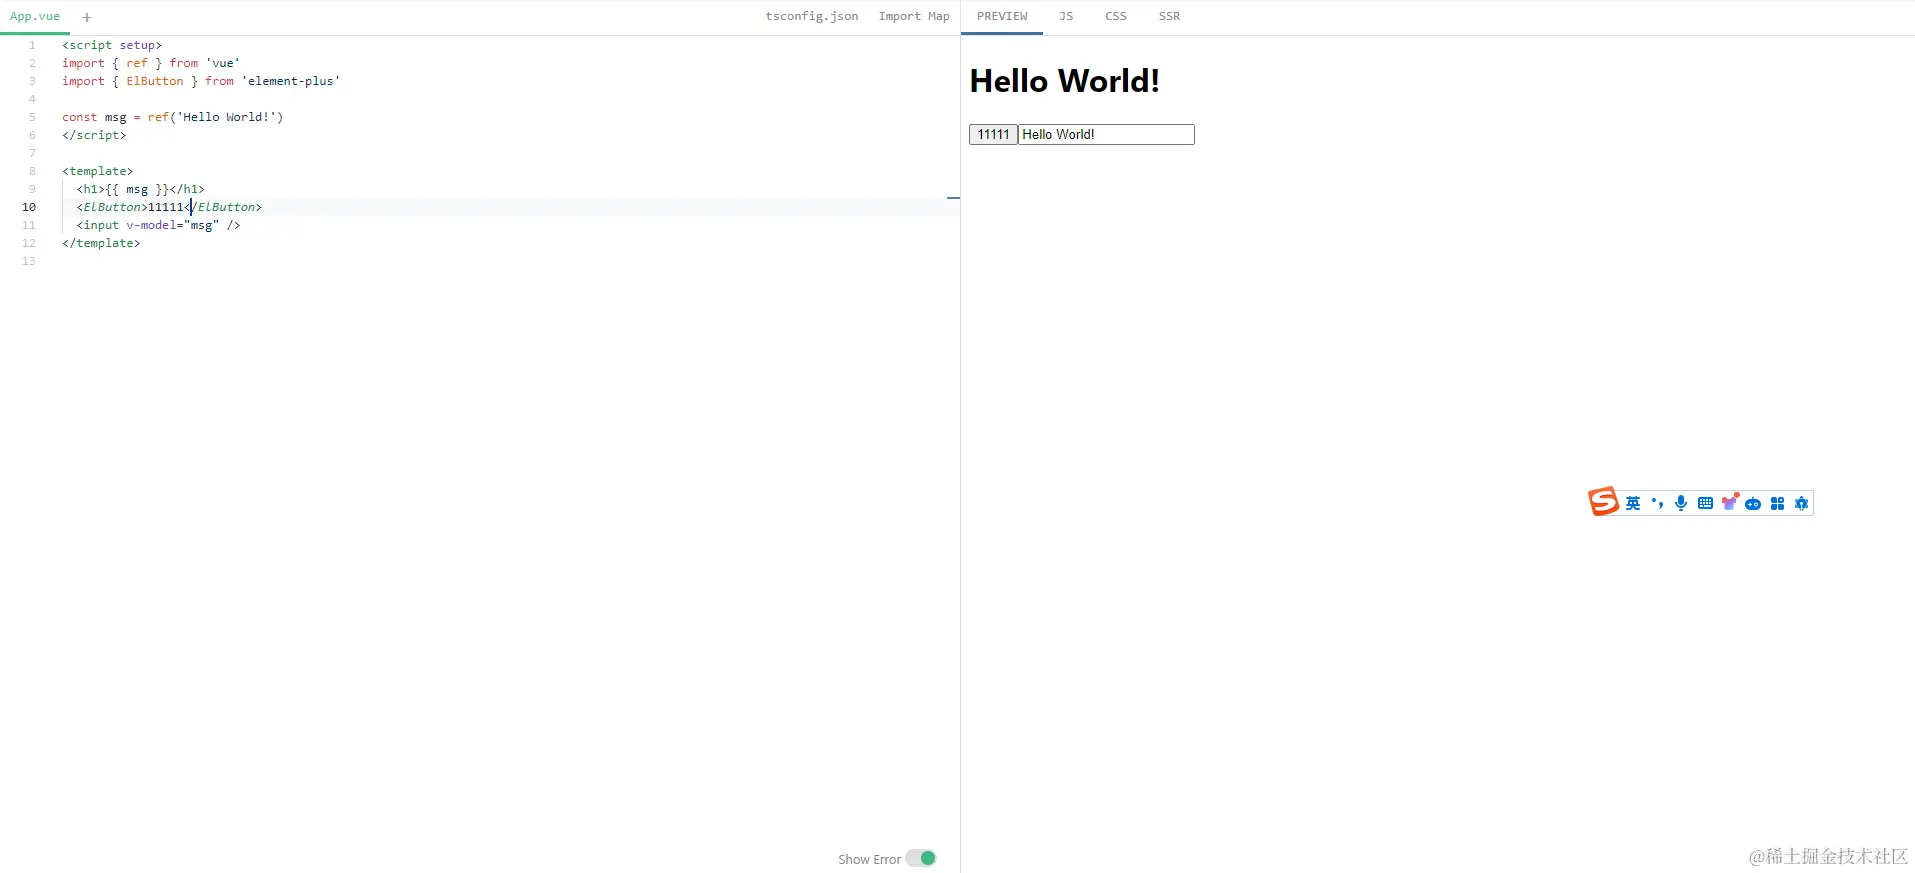 App.vue + tsconfig.json Import Map
PREVIEW JS CSS SSR
1 <script setup>
2 import { ref } from 'vue'
3 import { ElButton } from 'element-plus'
4
5 const msg = ref('Hello World!')
6 </script>
7
8 <template>
9 <h1>{{ msg }}</h1>
10 <ElButton>11111</ElButton>
11 <input v-model="msg" />
12 </template>
13
Show Error
Hello World!
11111 Hello World!
S 英
@稀土掘金技术社区